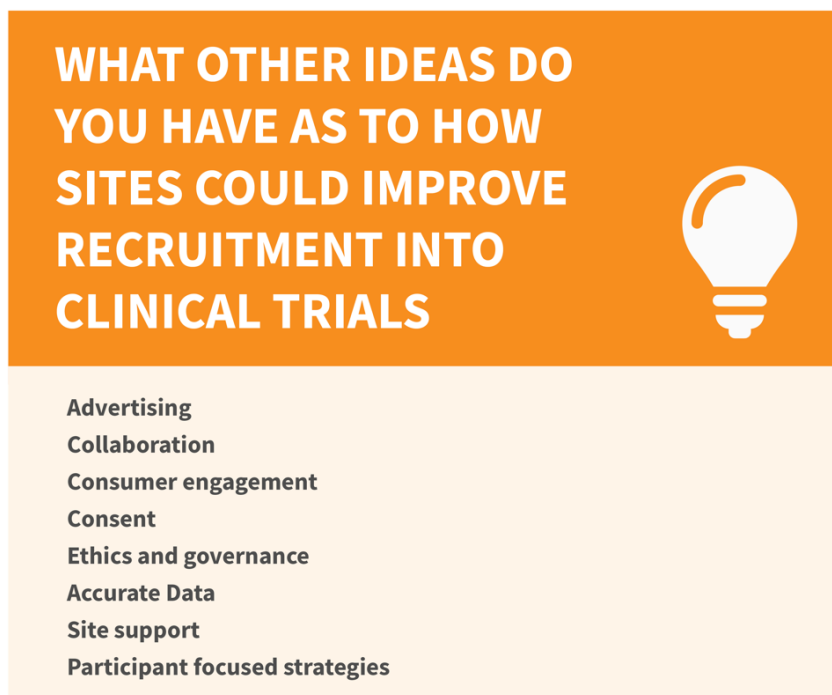 WHAT OTHER IDEAS DO
YOU HAVE AS TO HOW
SITES COULD IMPROVE
RECRUITMENT INTO
CLINICAL TRIALS
Advertising
Collaboration
Consumer engagement
Consent
Ethics and governance
Accurate Data
Site support
Participant focused strategies